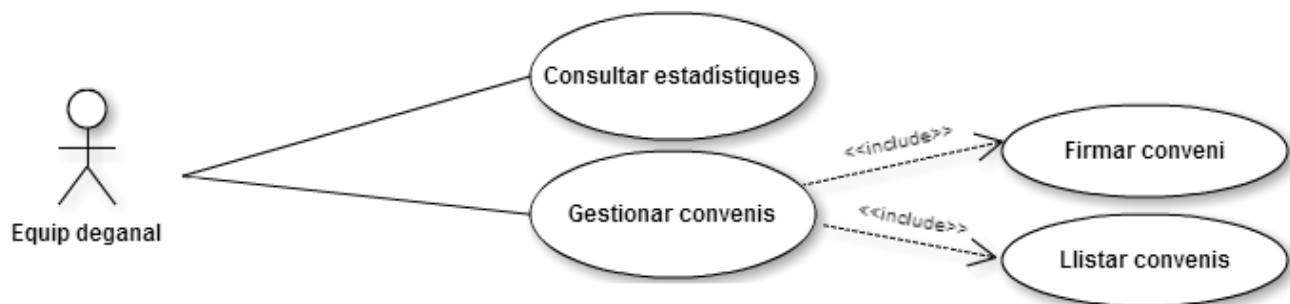 Consultar estadístiques
<<include>>
Firmar conveni
Equip deganal
Gestionar convenis
<<include>>
Llistar convenis